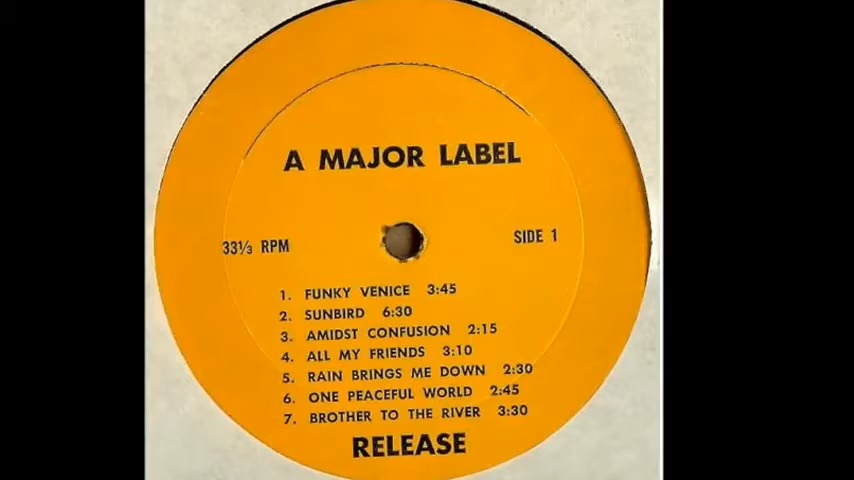 A MAJOR LABEL
33⅓ RPM
SIDE 1
1. FUNKY VENICE 3:45
2. SUNBIRD 6:30
3. AMIDST CONFUSION 2:15
4. ALL MY FRIENDS 3:10
5. RAIN BRINGS ME DOWN 2:30
6. ONE PEACEFUL WORLD 2:45
7. BROTHER TO THE RIVER 3:30
RELEASE